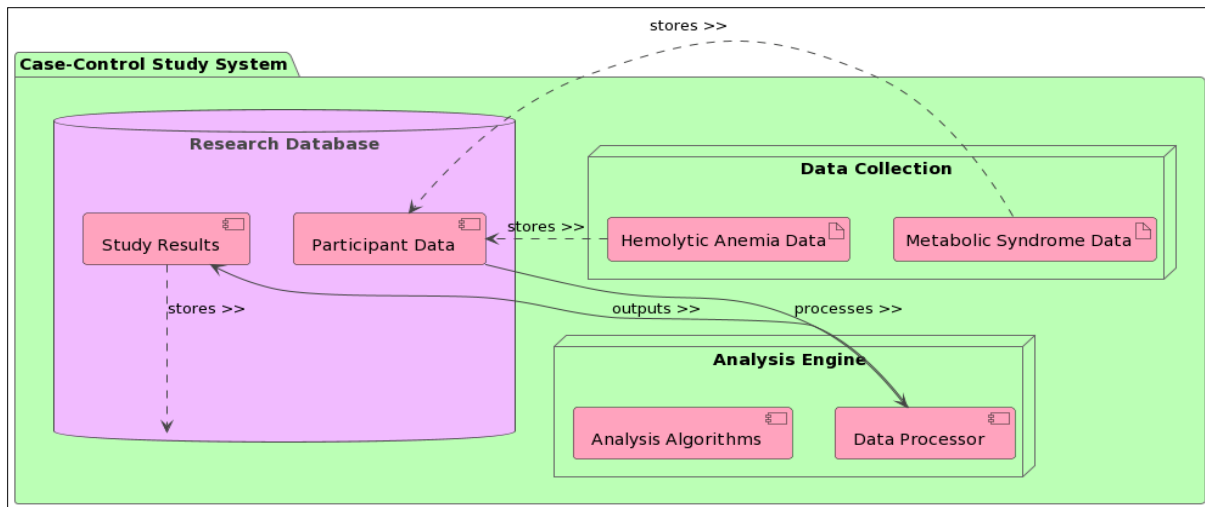 stores >>
Case-Control Study System
Research Database
Data Collection
Study Results
Participant Data
stores >>
Hemolytic Anemia Data
Metabolic Syndrome Data
stores >>
outputs >>
processes >>
Analysis Engine
Analysis Algorithms
Data Processor